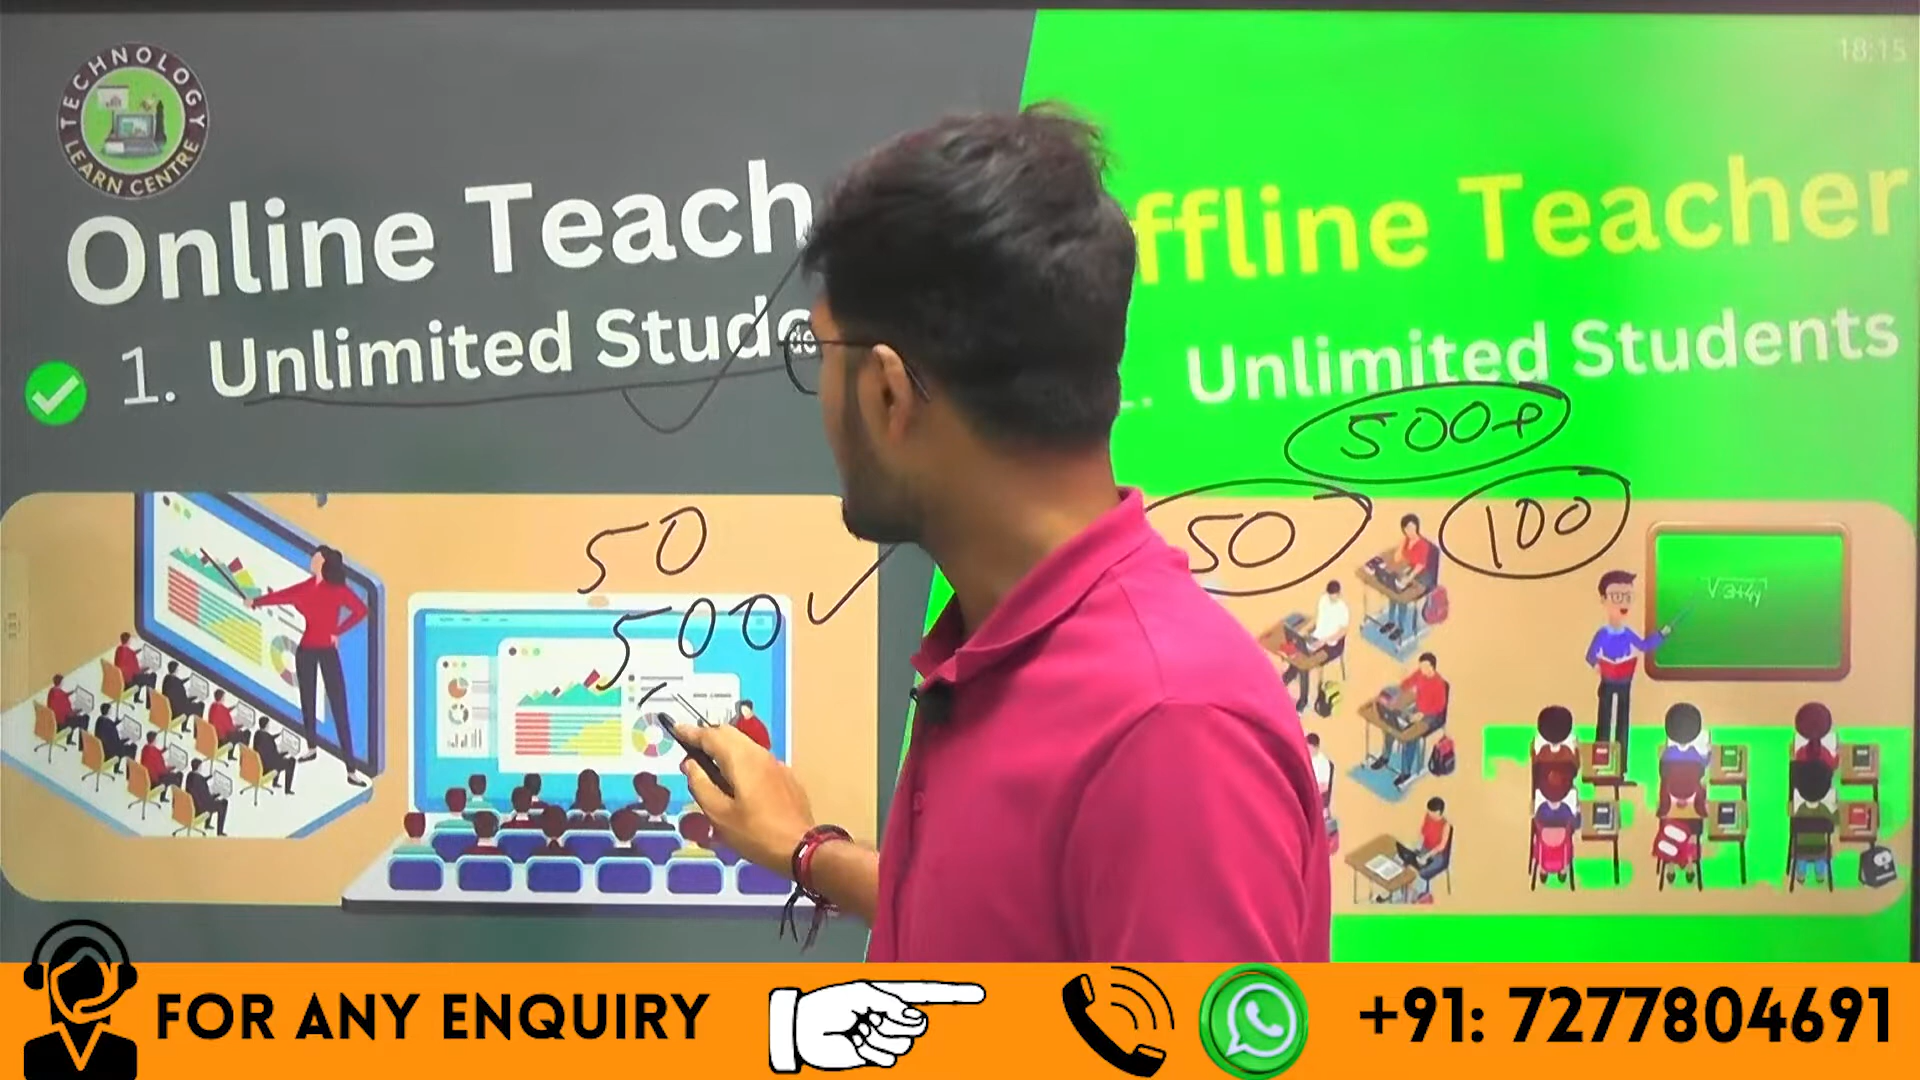 TECHNOLOGY
LEARN CENTRE
18:15
Online Teach
ffline Teacher
1. Unlimited Stude
Unlimited Students
500+
50
100
50
500
FOR ANY ENQUIRY
+91: 7277804691